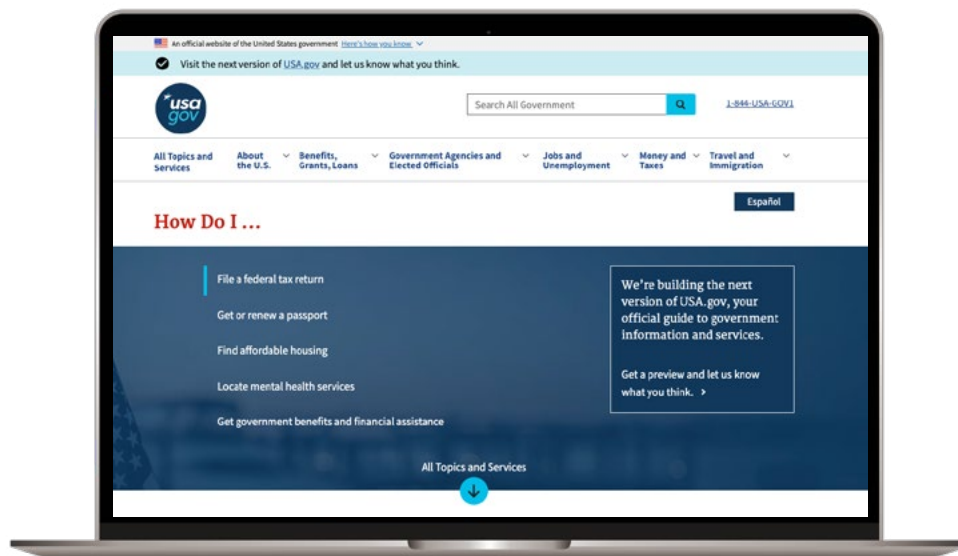 An official website of the United States government Here's how you know
Visit the next version of USA.gov and let us know what you think.
usa
gov
Search All Government
1-844-USA-GOV1
All Topics and
Services
About
the U.S.
Benefits,
Grants, Loans
Government Agencies and
Elected Officials
Jobs and
Unemployment
Money and
Taxes
Travel and
Immigration
Español
How Do I ...
File a federal tax return
Get or renew a passport
Find affordable housing
Locate mental health services
Get government benefits and financial assistance
We're building the next
version of USA.gov, your
official guide to government
information and services.
Get a preview and let us know
what you think.
All Topics and Services